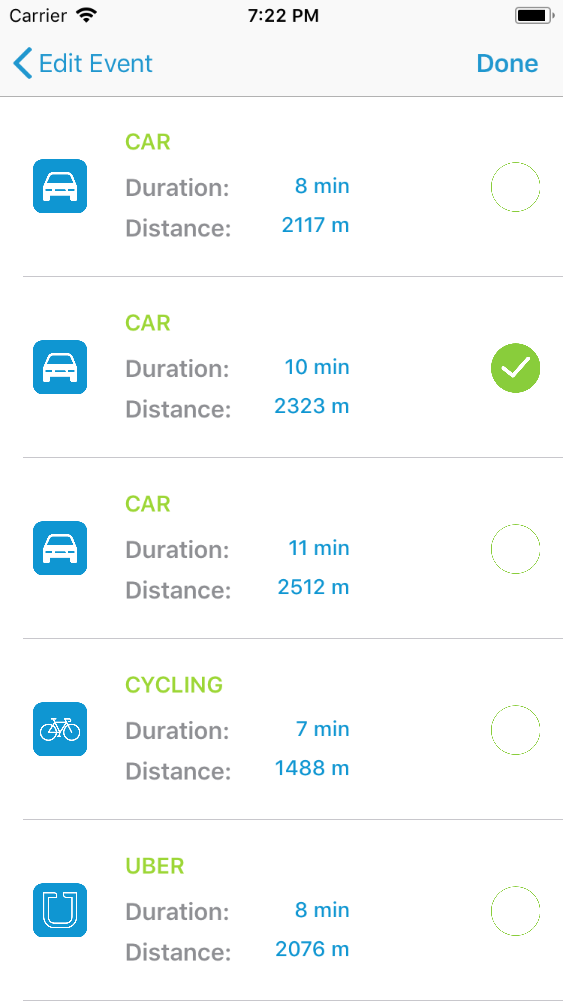 Carrier 7:22 PM
Edit Event Done
CAR
Duration: 8 min
Distance: 2117 m
CAR
Duration: 10 min
Distance: 2323 m
CAR
Duration: 11 min
Distance: 2512 m
CYCLING
Duration: 7 min
Distance: 1488 m
UBER
Duration: 8 min
Distance: 2076 m